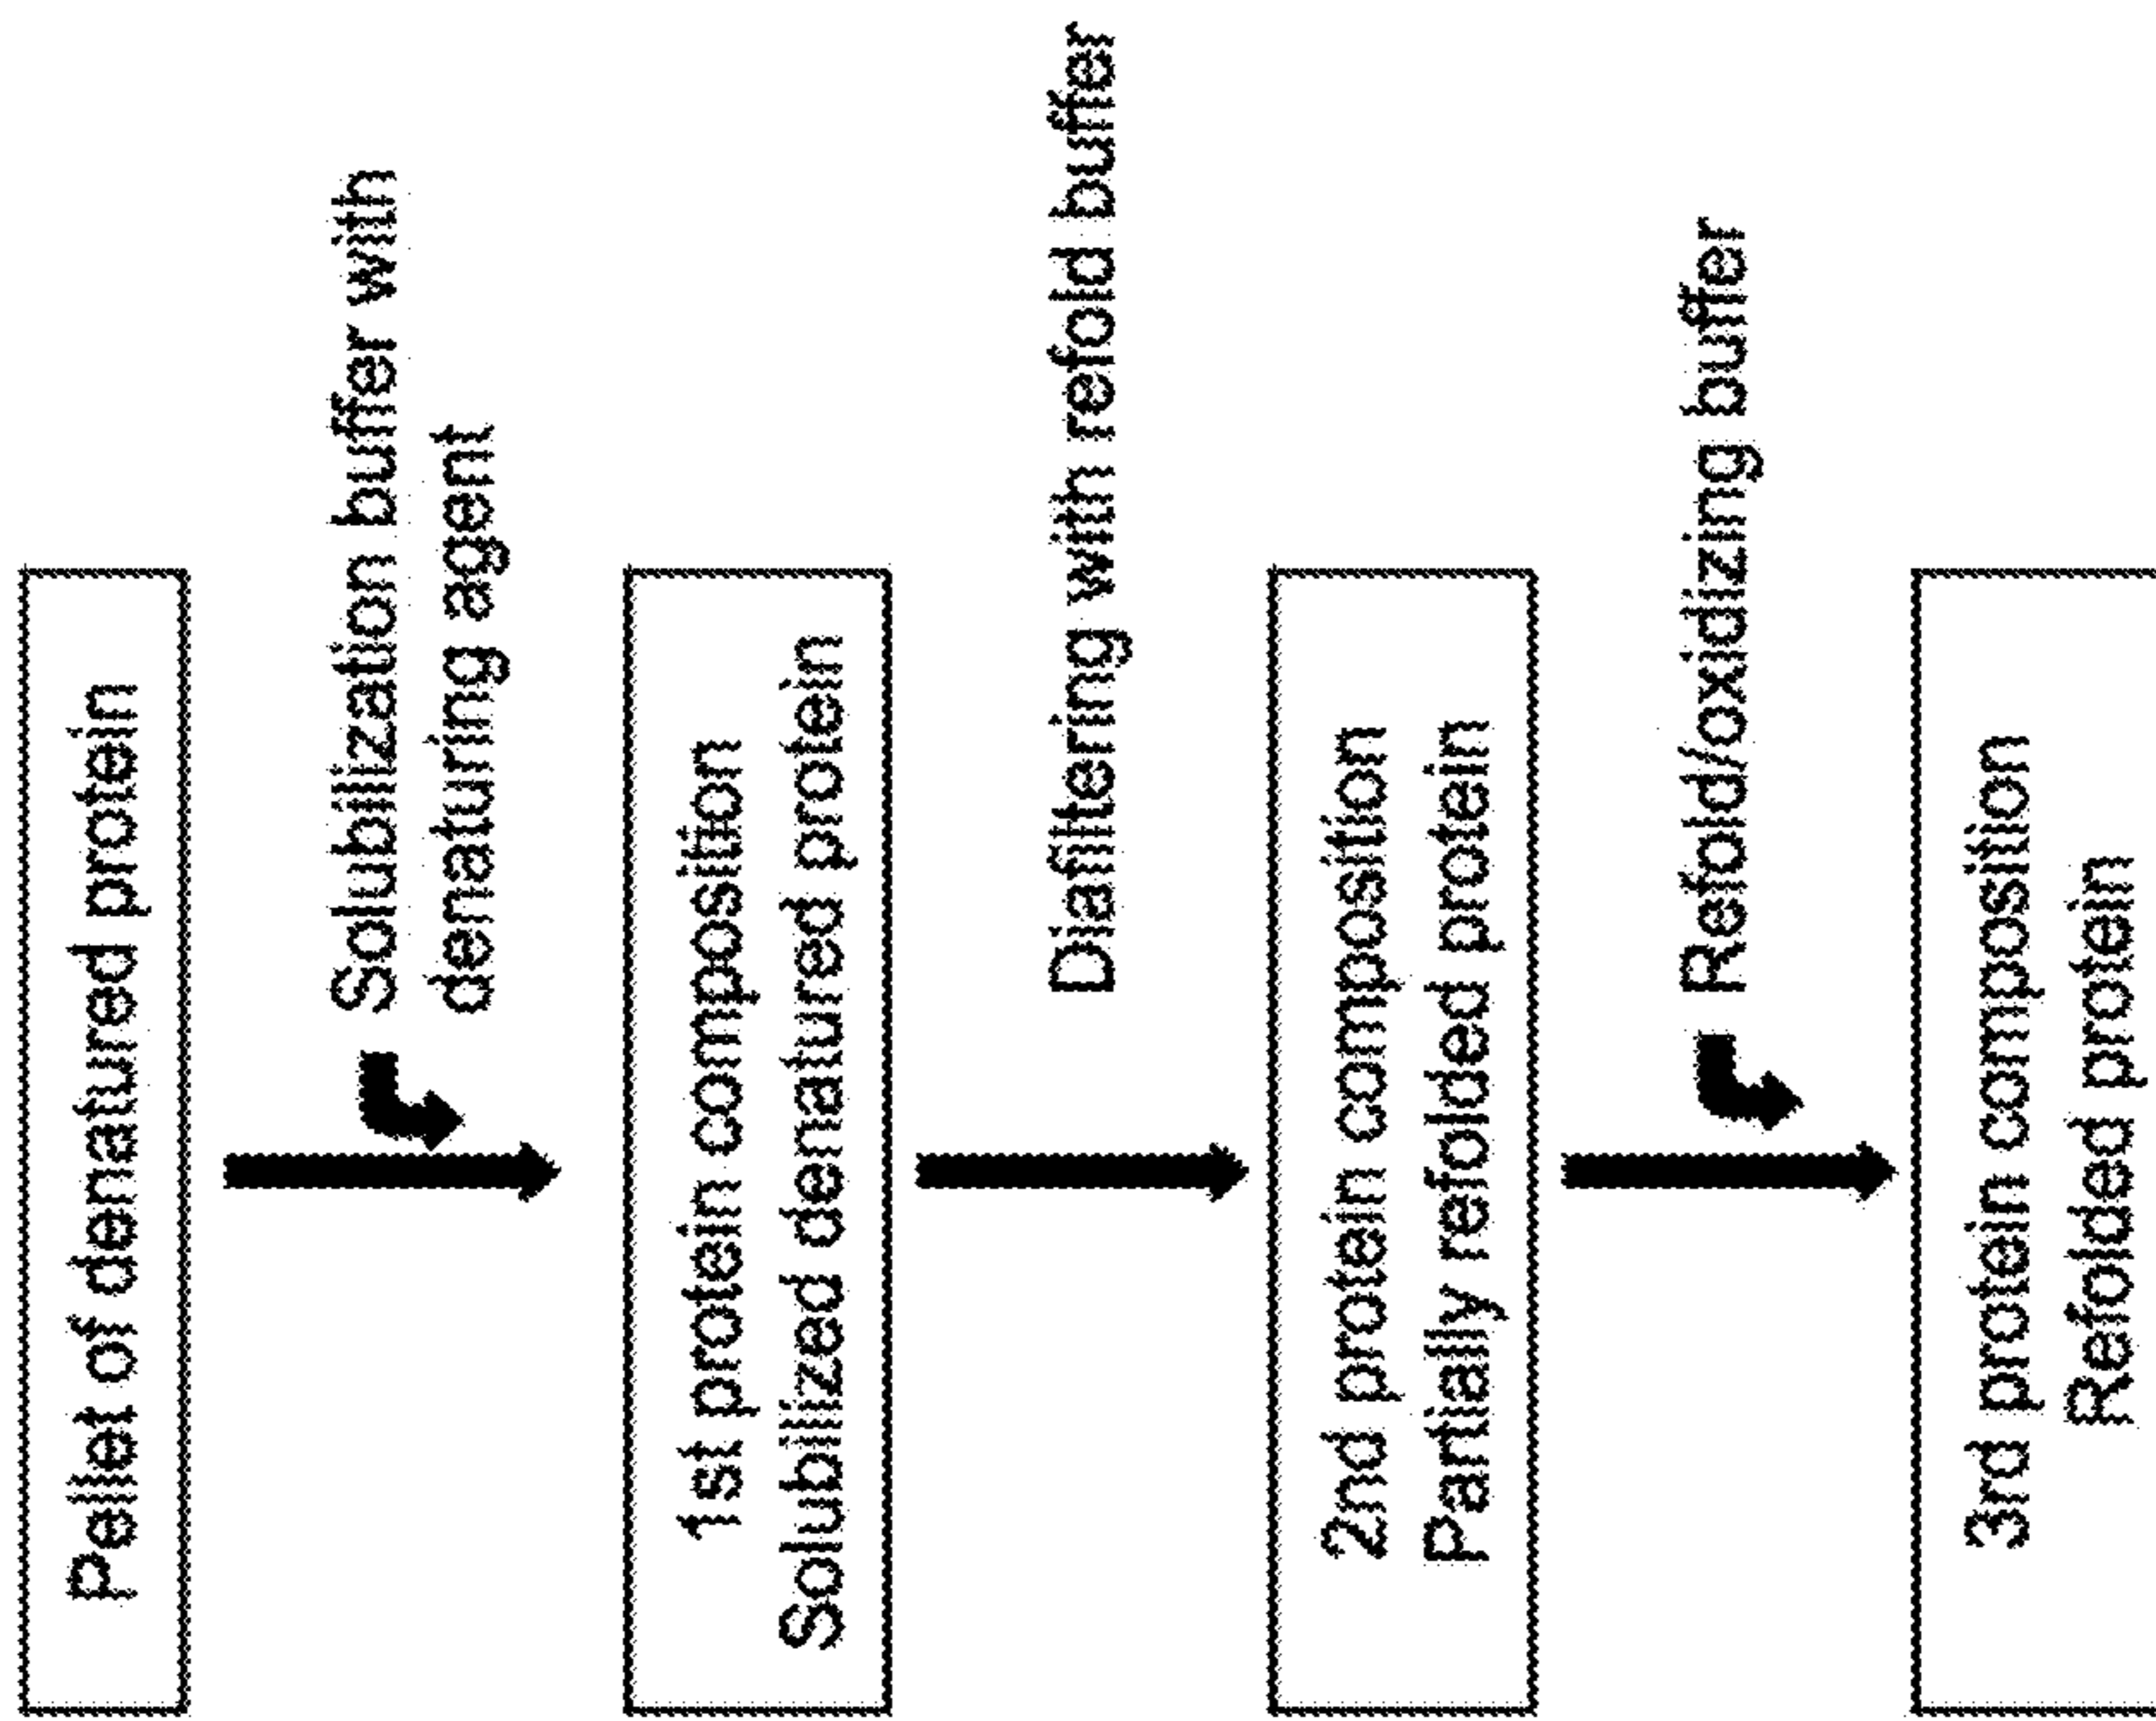 Pellet of denatured protein
Solubilization buffer with
denaturing agent
1st protein composition
Solubilized denatured protein
Diafiltering with refold buffer
2nd protein composition
Partially refolded protein
Refold/oxidizing buffer
3rd protein composition
Refolded protein